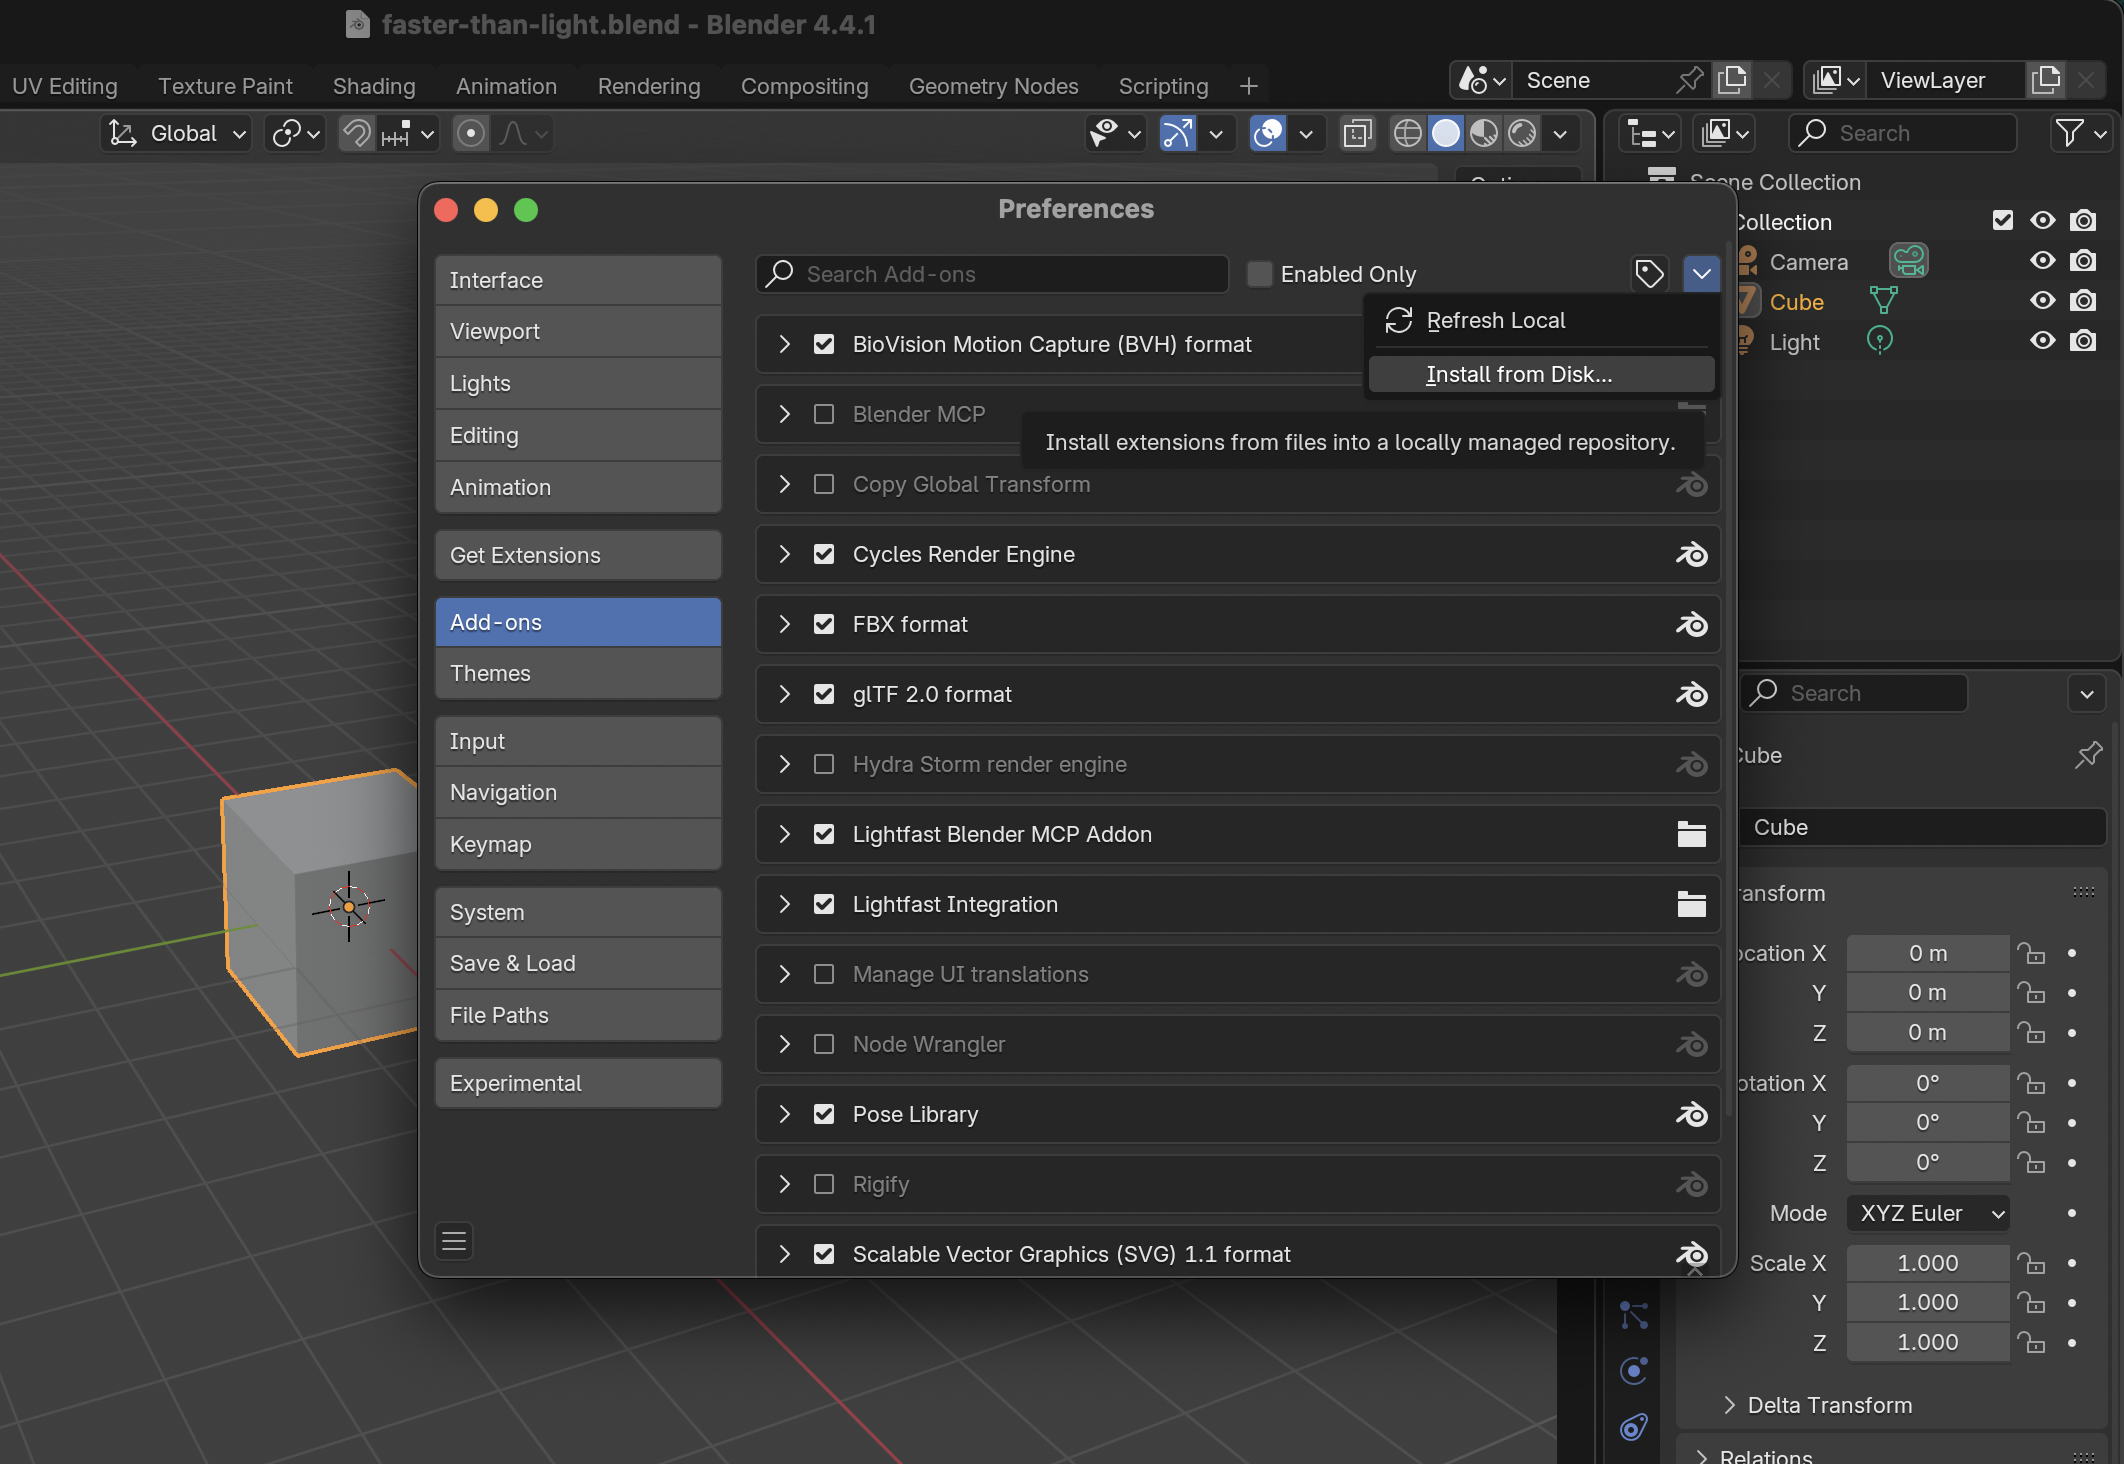 faster-than-light.blend - Blender 4.4.1
UV Editing Texture Paint Shading Animation Rendering Compositing Geometry Nodes Scripting
Scene
ViewLayer
Global
Search
Scene Collection
Collection
Camera
Cube
Light
Preferences
Interface
Viewport
Lights
Editing
Animation
Get Extensions
Add-ons
Themes
Input
Navigation
Keymap
System
Save & Load
File Paths
Experimental
Search Add-ons
Enabled Only
Refresh Local
Install from Disk...
Install extensions from files into a locally managed repository.
BioVision Motion Capture (BVH) format
Blender MCP
Copy Global Transform
Cycles Render Engine
FBX format
glTF 2.0 format
Hydra Storm render engine
Lightfast Blender MCP Addon
Lightfast Integration
Manage UI translations
Node Wrangler
Pose Library
Rigify
Scalable Vector Graphics (SVG) 1.1 format
Search
Cube
Cube
ansform
ocation X 0 m
Y 0 m
Z 0 m
otation X 0°
Y 0°
Z 0°
Mode XYZ Euler
Scale X 1.000
Y 1.000
Z 1.000
Delta Transform
Relations